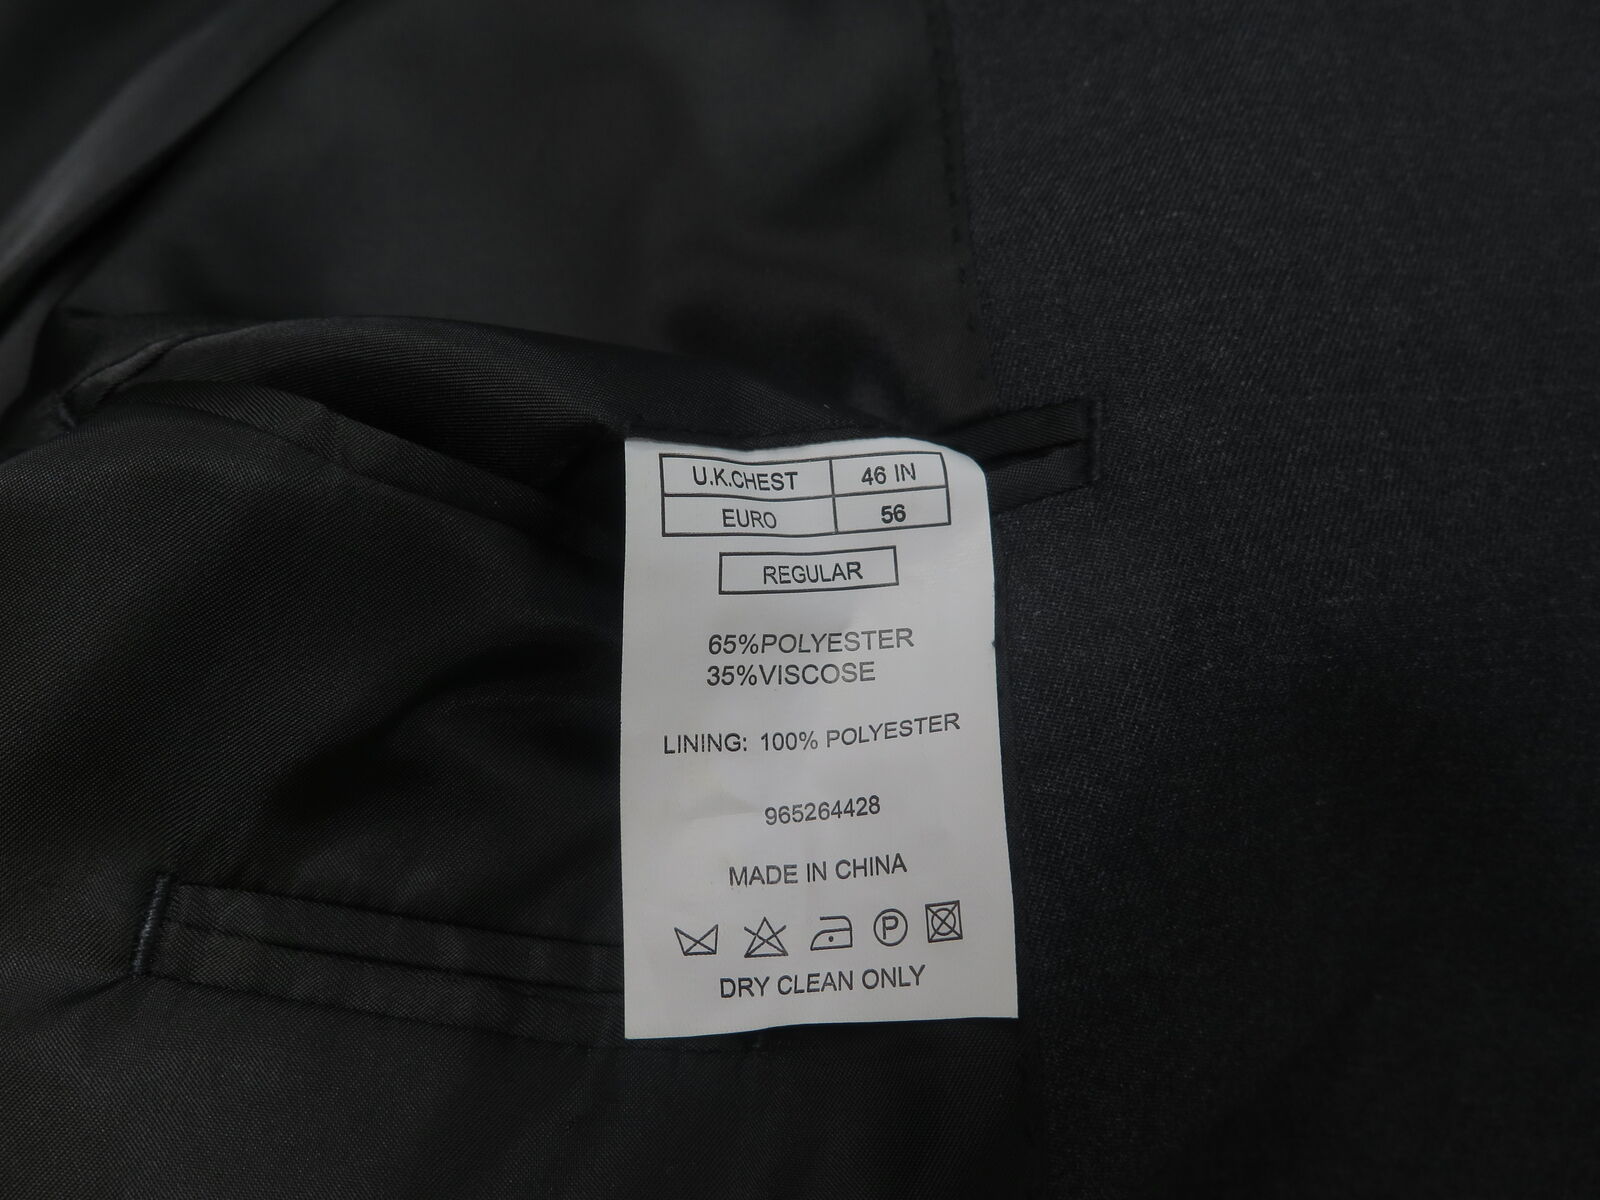 U.K.CHEST 46 IN
EURO 56
REGULAR
65%POLYESTER
35%VISCOSE
LINING: 100% POLYESTER
965264428
MADE IN CHINA
P
DRY CLEAN ONLY